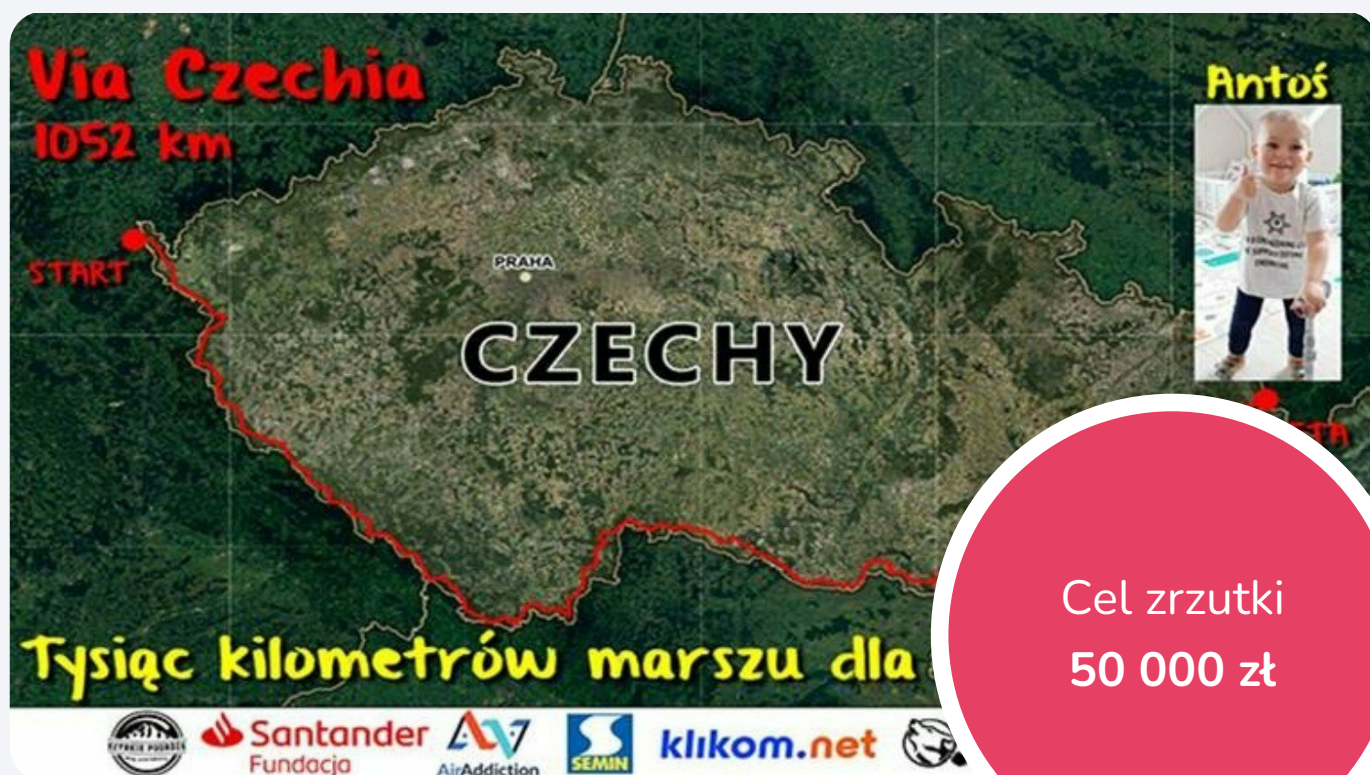 Via Czechia
1052 km
Antoś
START
PRAHA
CZECHY
Tysiąc kilometrów marszu dla
Cel zrzutki
50 000 zł
Santander
Fundacja
AirAddiction
SEMIN
klikom.net